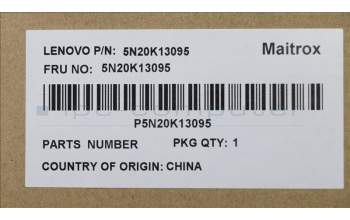 LENOVO P/N: 5N20K13095 Maitrox
FRU NO: 5N20K13095
P5N20K13095
PARTS NUMBER PKG QTY: 1
COUNTRY OF ORIGIN: CHINA